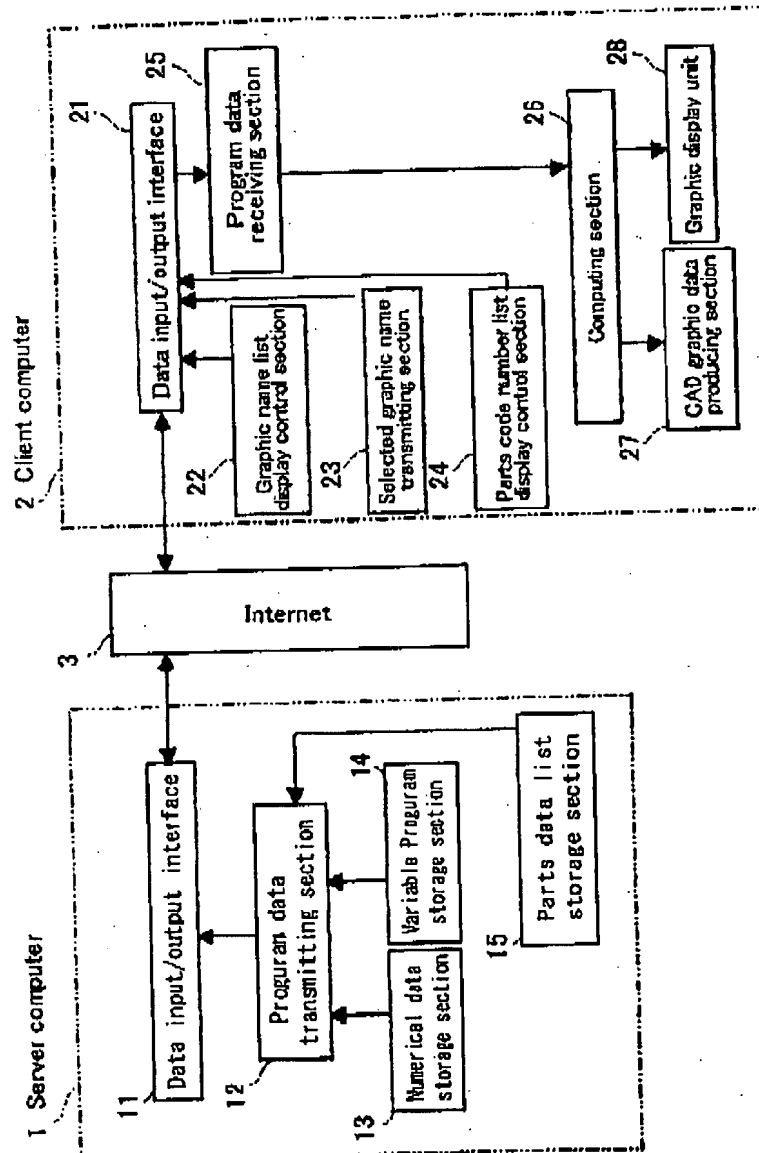 1 Server computer
11
Data input/output interface
12
Proguram data
transmitting section
13
Numerical data
storage section
14
Variable Proguram
storage section
15
Parts data list
storage section
3
Internet
2 Client computer
21
Data input/output interface
22
Graphic name list
display control section
23
Selected graphic name
transmitting section
24
Parts code number list
display control section
25
Program data
receiving section
26
Computing section
27
CAD graphic data
producing section
28
Graphic display unit